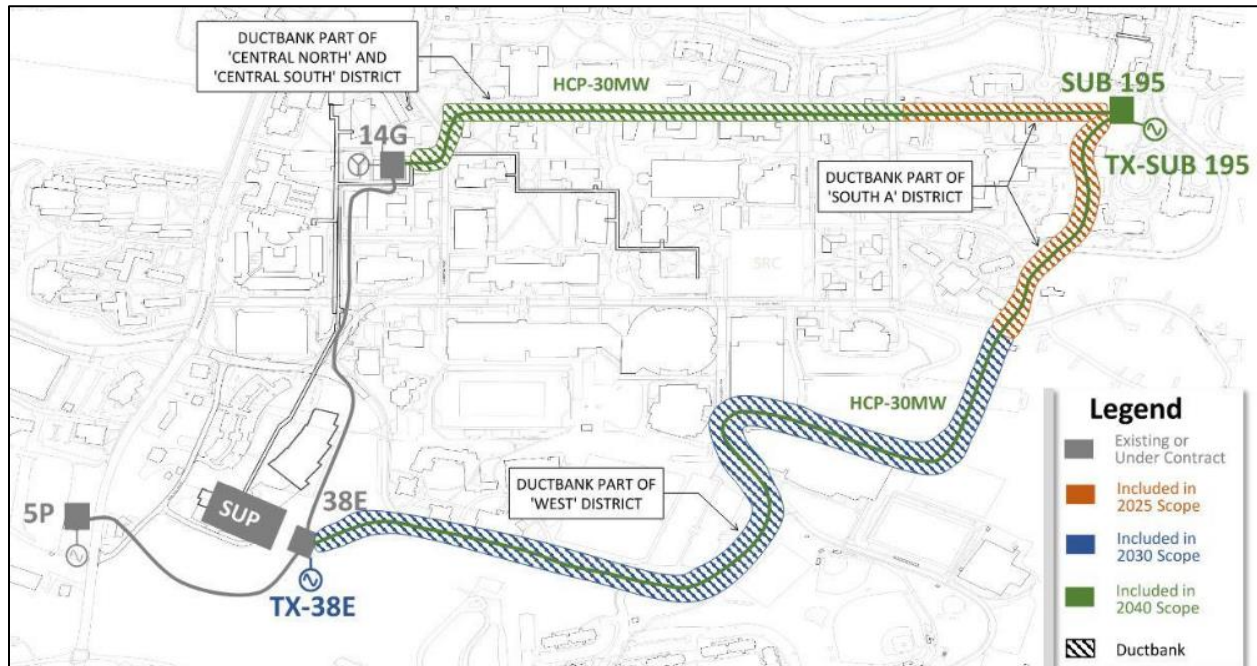 DUCTBANK PART OF
'CENTRAL NORTH' AND
'CENTRAL SOUTH' DISTRICT
HCP-30MW
SUB 195
14G
TX-SUB 195
DUCTBANK PART OF
'SOUTH A' DISTRICT
SRC
HCP-30MW
DUCTBANK PART OF
'WEST' DISTRICT
5P
SUP
38E
TX-38E
Legend
Existing or
Under Contract
Included in
2025 Scope
Included in
2030 Scope
Included in
2040 Scope
Ductbank